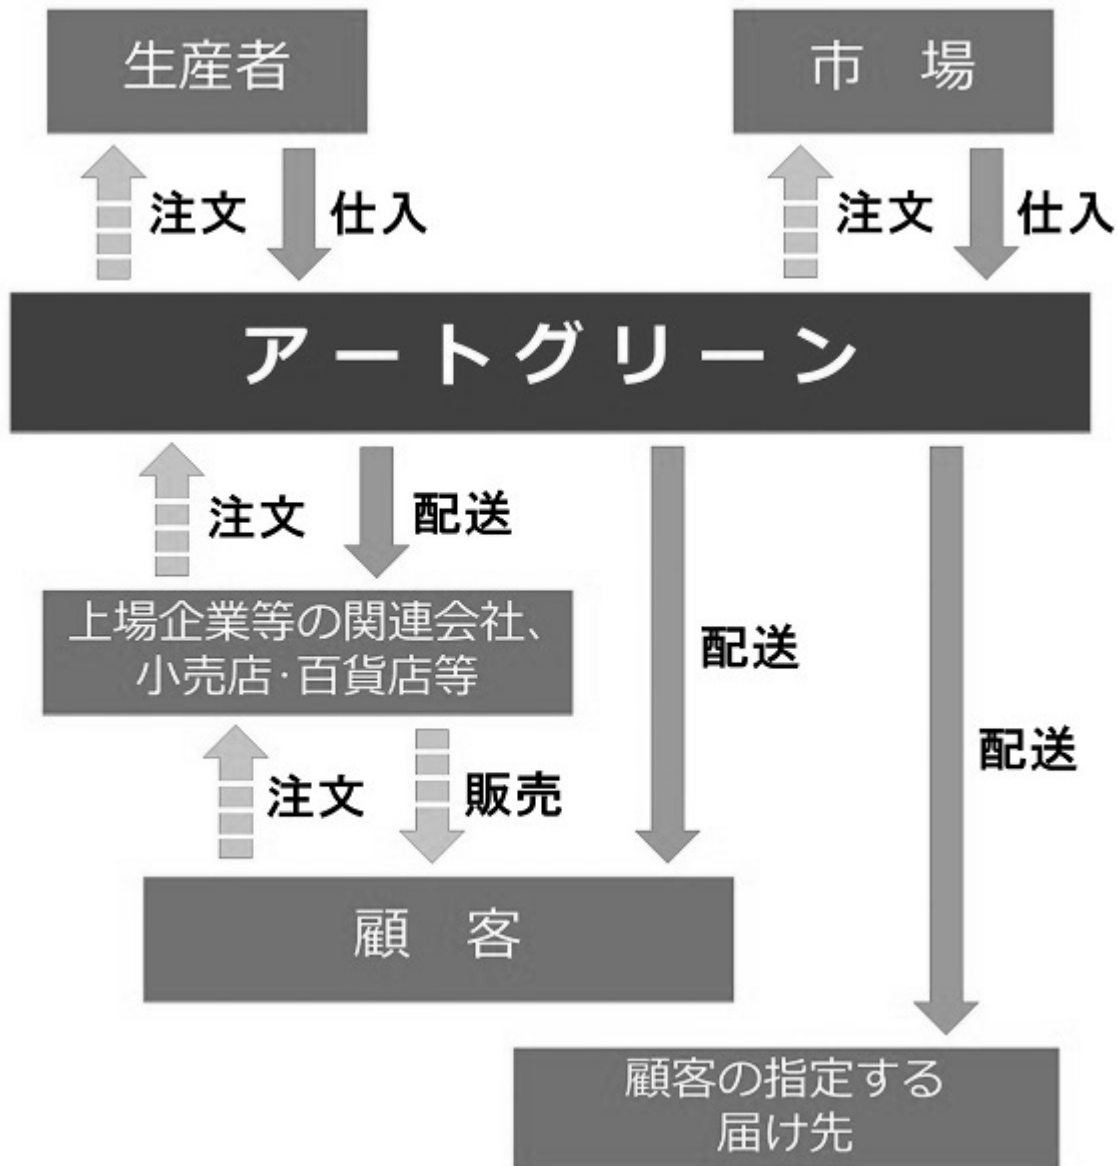 生産者
市　場
注文
仕入
注文
仕入
アートグリーン
注文
配送
上場企業等の関連会社、
小売店・百貨店等
配送
注文
販売
配送
顧　客
顧客の指定する
届け先